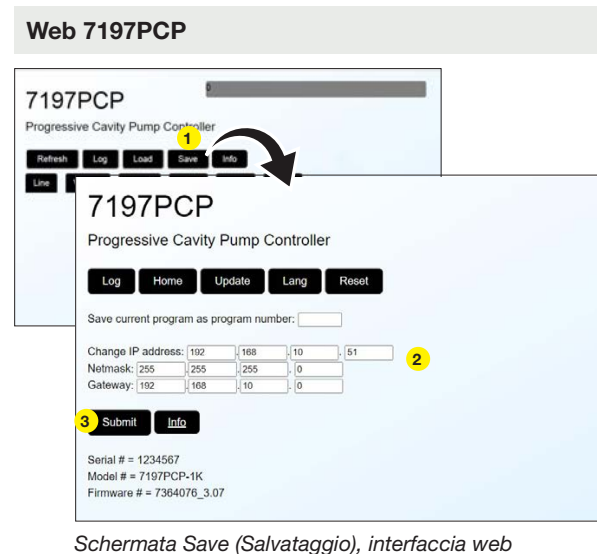 Web 7197PCP
0
7197PCP
Progressive Cavity Pump Controller
1
Refresh Log Load Save Info
Line
7197PCP
Progressive Cavity Pump Controller
Log Home Update Lang Reset
Save current program as program number:
Change IP address: 192 . 168 . 10 . 51
2
Netmask: 255 . 255 . 255 . 0
Gateway: 192 . 168 . 10 . 0
3 Submit Info
Serial # = 1234567
Model # = 7197PCP-1K
Firmware # = 7364076_3.07
Schermata Save (Salvataggio), interfaccia web